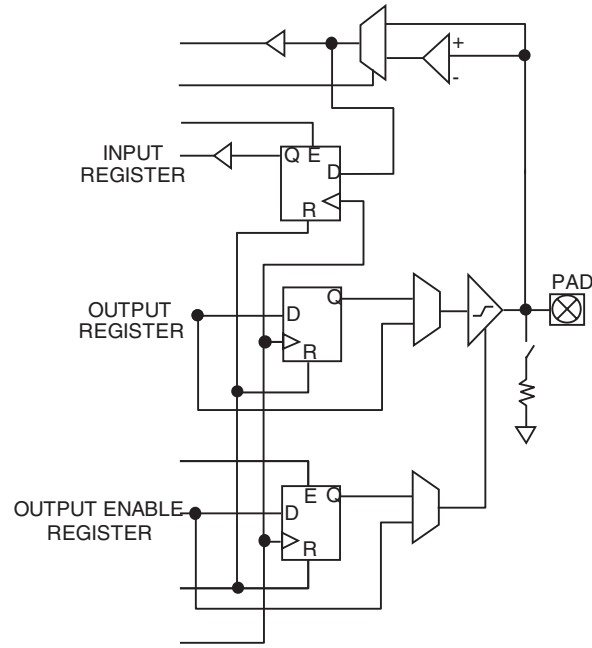 +
-
Q E
INPUT
REGISTER
D
R
PAD
Q
OUTPUT
REGISTER
D
R
E Q
OUTPUT ENABLE
REGISTER
D
R